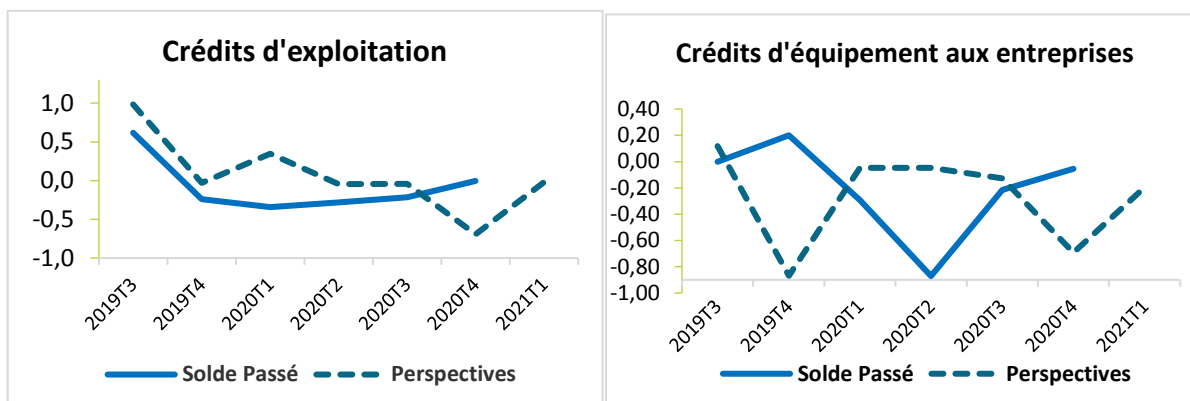 Crédits d'exploitation
1,0
0,5
0,0
-0,5
-1,0
2019T3
2019T4
2020T1
2020T2
2020T3
2020T4
2021T1
Solde Passé
Perspectives
Crédits d'équipement aux entreprises
0,40
0,20
0,00
-0,20
-0,40
-0,60
-0,80
-1,00
2019T3
2019T4
2020T1
2020T2
2020T3
2020T4
2021T1
Solde Passé
Perspectives